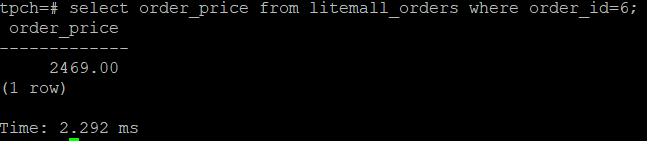 tpch=# select order_price from litemall_orders where order_id=6;
order_price
-------------
2469.00
(1 row)
Time: 2.292 ms